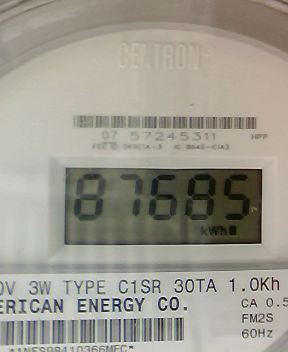 CENTRON®
07 57245311 HPP
87685
kWh
0V 3W TYPE C1SR 30TA 1.0Kh
ERICAN ENERGY CO.
CA 0.5
FM2S
60Hz